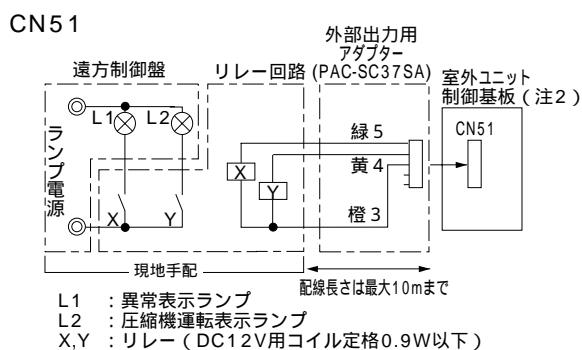 CN51
外部出力用
アダプター
(PAC-SC37SA)
遠方制御盤
リレー回路
室外ユニット
制御基板(注2)
L1
L2
CN51
ランプ電源
緑 5
黄 4
橙 3
X
Y
X
Y
現地手配
配線長さは最大10mまで
L1 :異常表示ランプ
L2 :圧縮機運転表示ランプ
X,Y :リレー(DC12V用コイル定格0.9W以下)